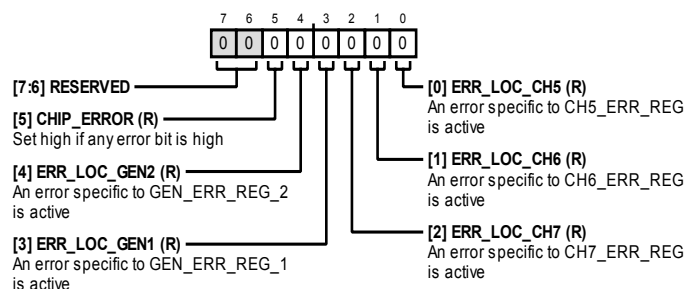 7 6 5 4 3 2 1 0
0 0 0 0 0 0 0 0
[7:6] RESERVED
[5] CHIP_ERROR (R)
Set high if any error bit is high
[4] ERR_LOC_GEN2 (R)
An error specific to GEN_ERR_REG_2
is active
[3] ERR_LOC_GEN1 (R)
An error specific to GEN_ERR_REG_1
is active
[0] ERR_LOC_CH5 (R)
An error specific to CH5_ERR_REG
is active
[1] ERR_LOC_CH6 (R)
An error specific to CH6_ERR_REG
is active
[2] ERR_LOC_CH7 (R)
An error specific to CH7_ERR_REG
is active